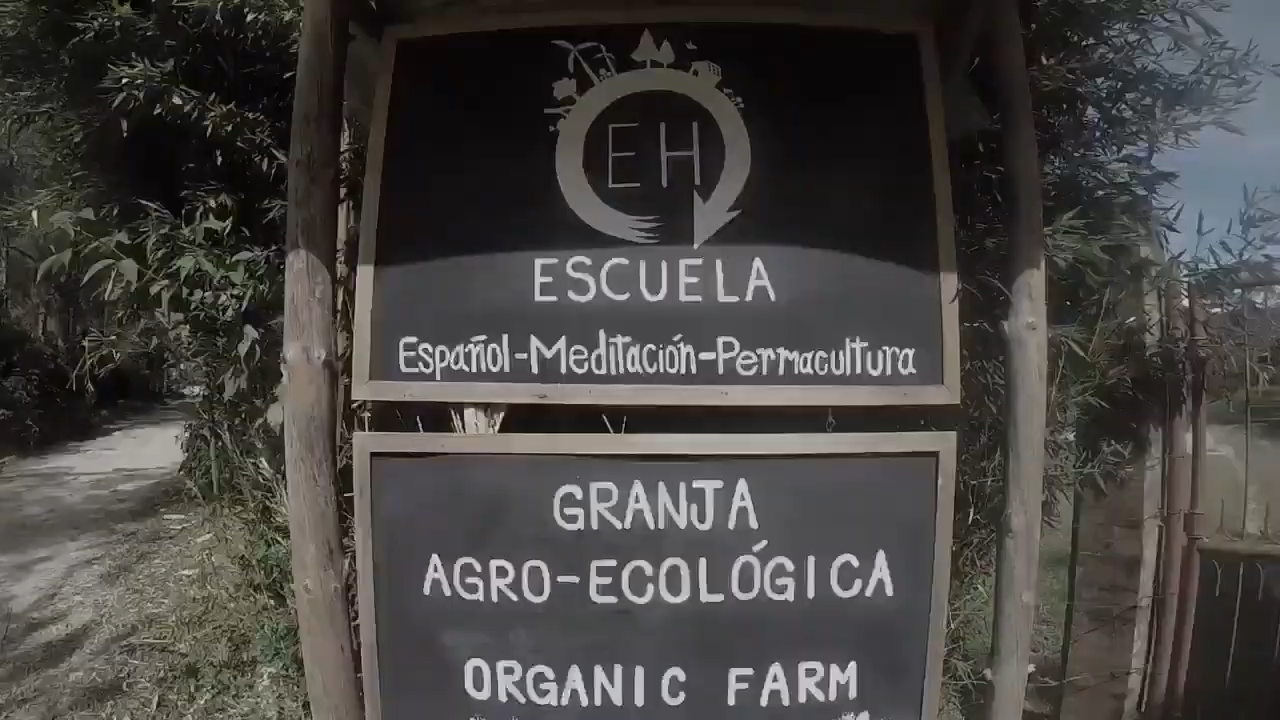 EH
ESCUELA
Español-Meditación-Permacultura
GRANJA
AGRO-ECOLÓGICA
ORGANIC FARM